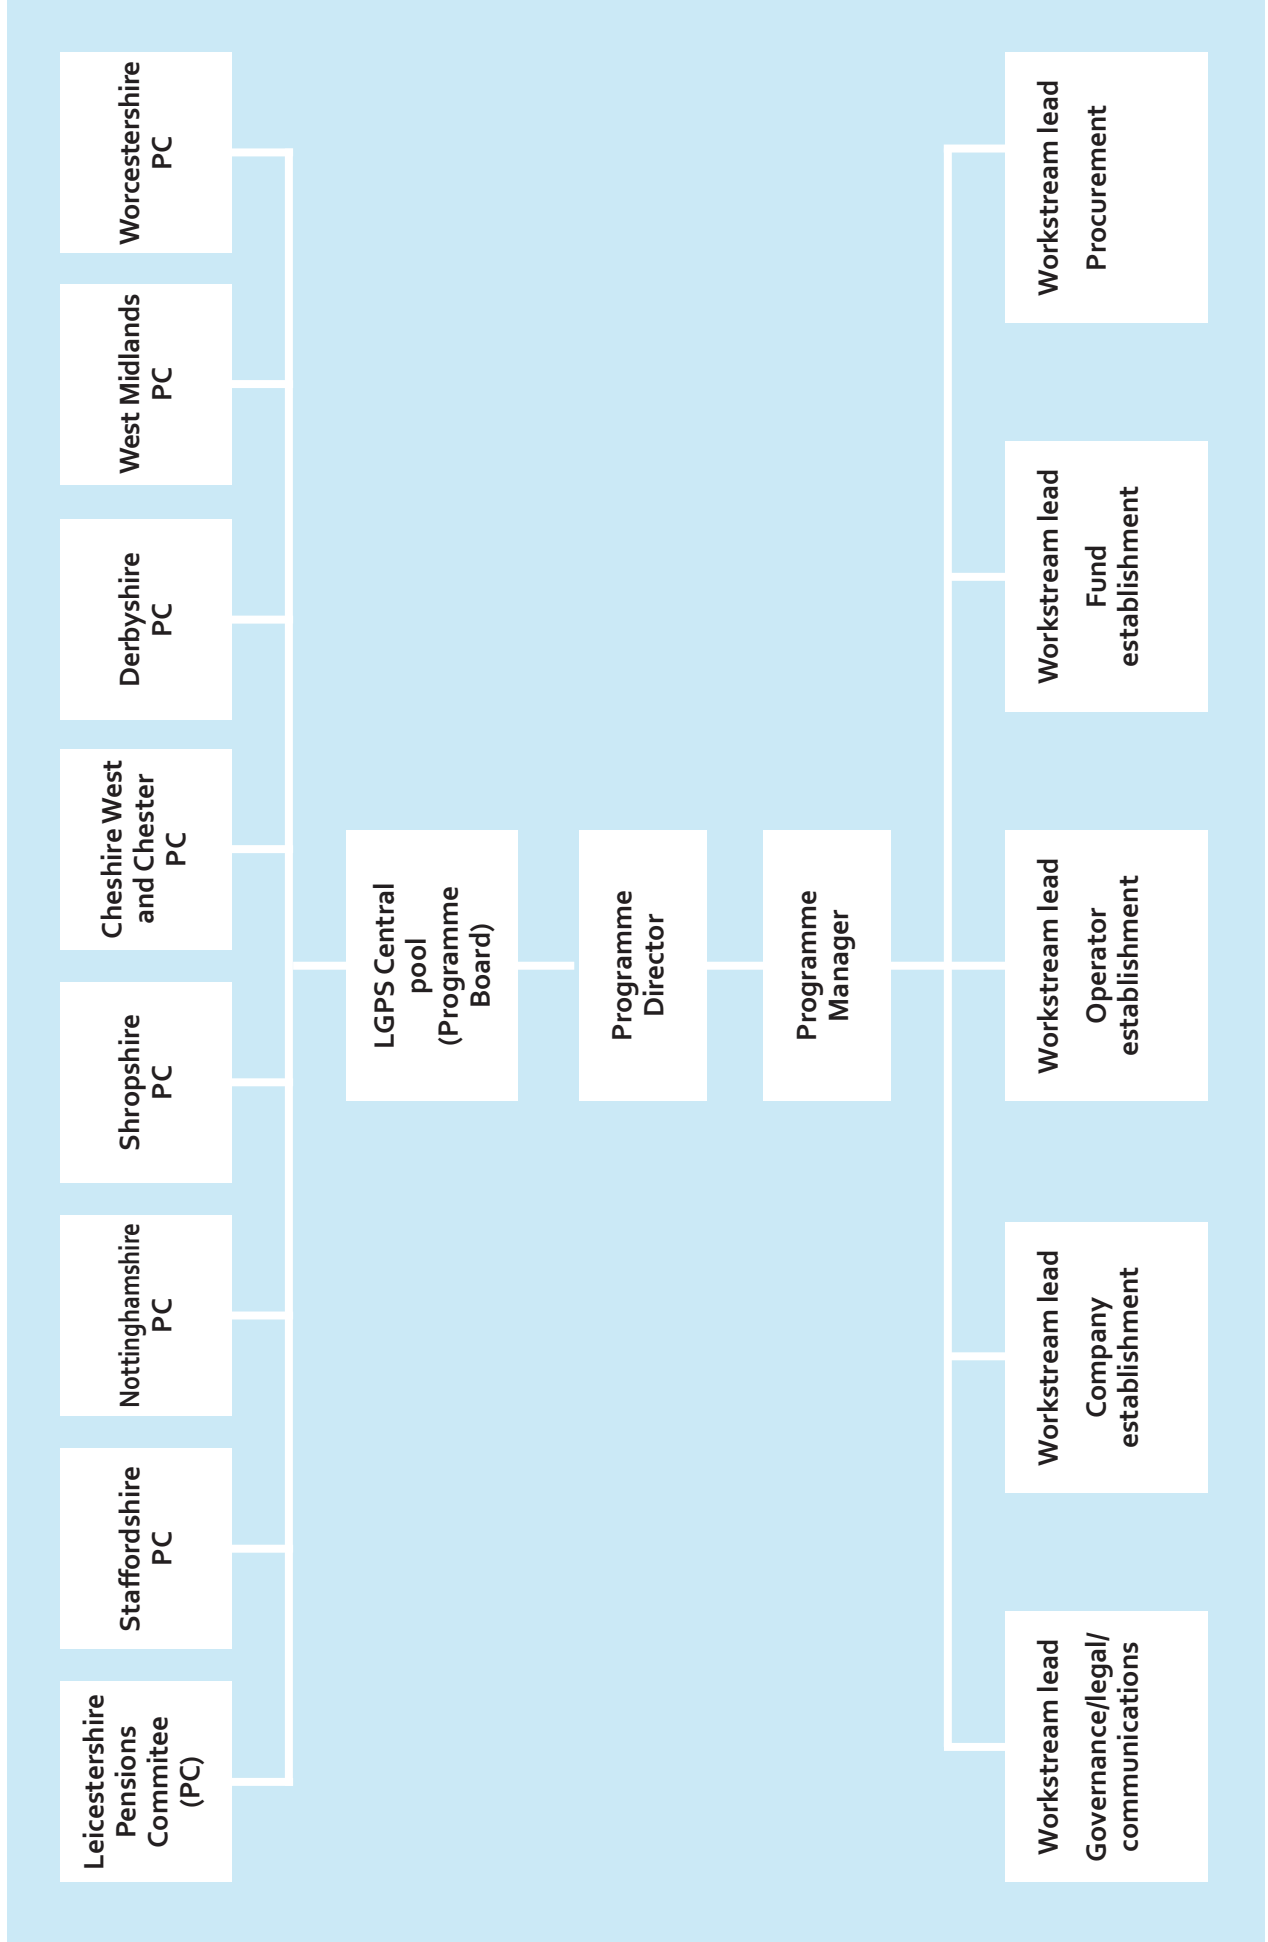 Leicestershire
Pensions
Commitee
(PC)
Staffordshire
PC
Nottinghamshire
PC
Shropshire
PC
Cheshire West
and Chester
PC
Derbyshire
PC
West Midlands
PC
Worcestershire
PC
LGPS Central
pool
(Programme
Board)
Programme
Director
Programme
Manager
Workstream lead
Governance/legal/
communications
Workstream lead
Company
establishment
Workstream lead
Operator
establishment
Workstream lead
Fund
establishment
Workstream lead
Procurement